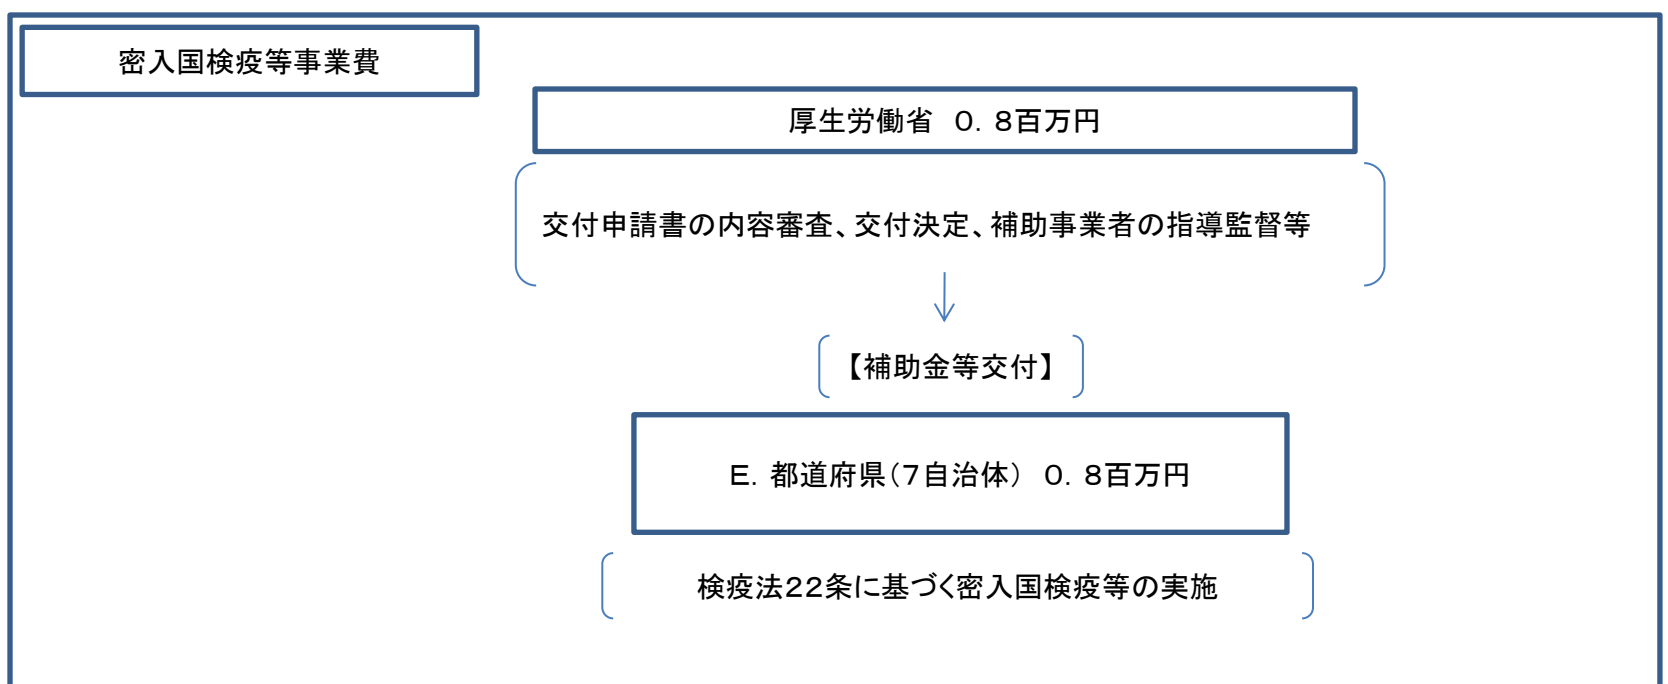 密入国検疫等事業費
厚生労働省　０．８百万円
交付申請書の内容審査、交付決定、補助事業者の指導監督等
【補助金等交付】
Ｅ．都道府県（７自治体）　０．８百万円
検疫法２２条に基づく密入国検疫等の実施